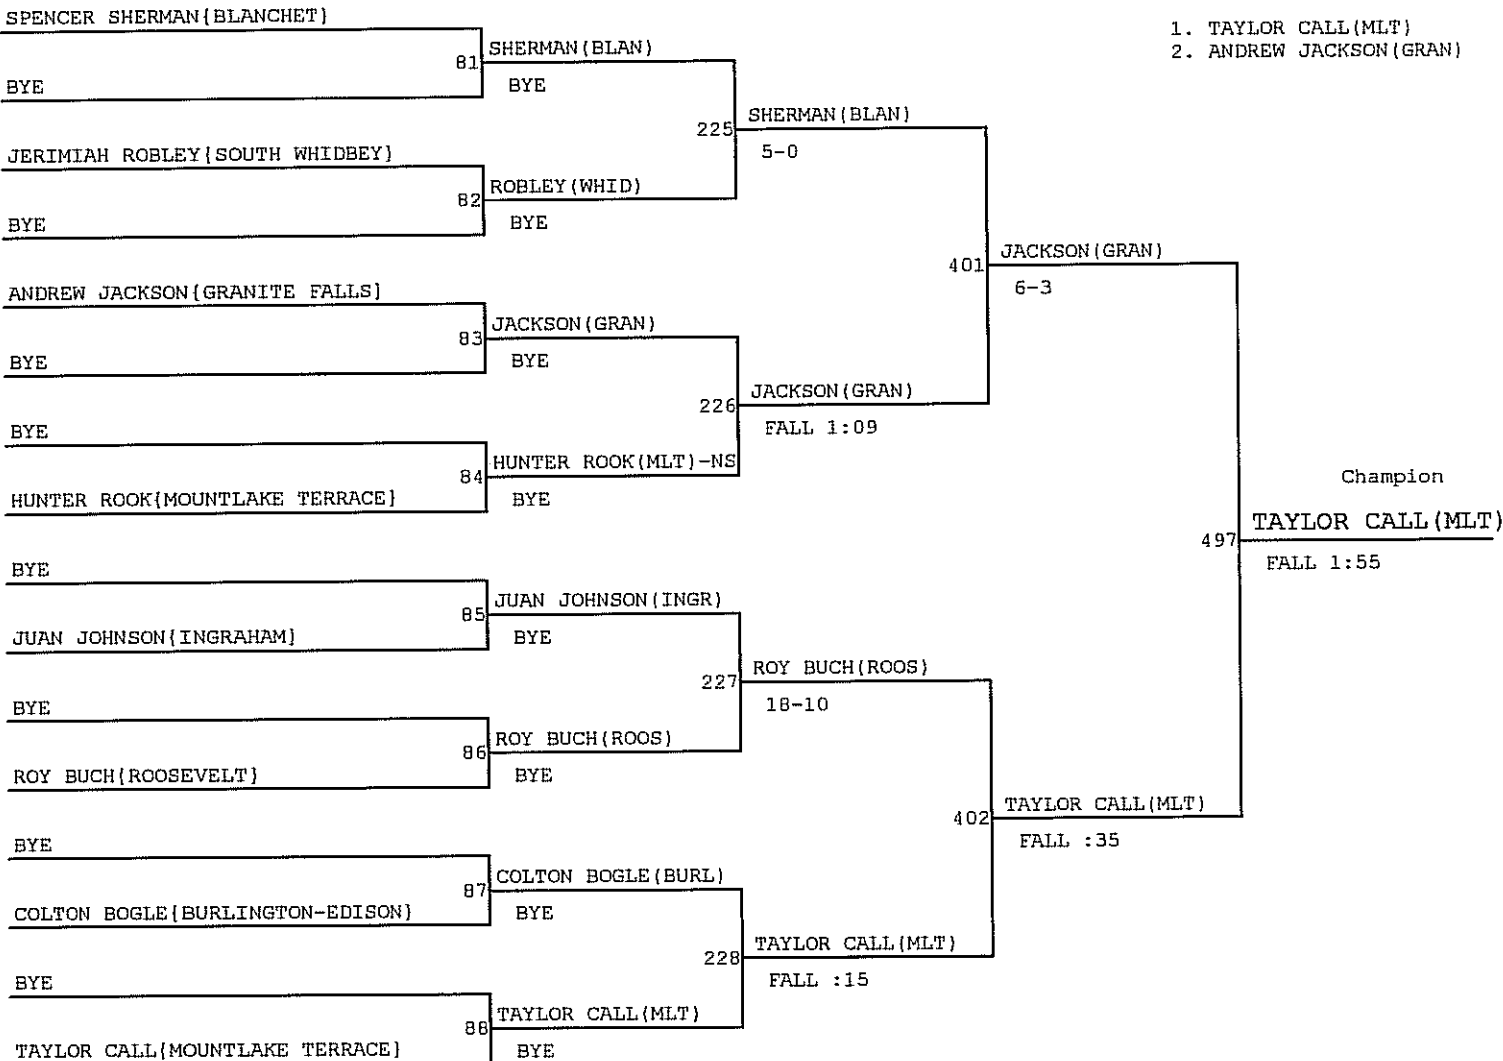 SPENCER SHERMAN{BLANCHET}
1. TAYLOR CALL(MLT)
2. ANDREW JACKSON(GRAN)
81
SHERMAN(BLAN)
BYE
BYE
225
SHERMAN(BLAN)
5-0
JERIMIAH ROBLEY{SOUTH WHIDBEY}
82
ROBLEY(WHID)
BYE
BYE
401
JACKSON(GRAN)
6-3
ANDREW JACKSON{GRANITE FALLS}
83
JACKSON(GRAN)
BYE
BYE
226
JACKSON(GRAN)
FALL 1:09
BYE
84
HUNTER ROOK(MLT)-NS
BYE
HUNTER ROOK{MOUNTLAKE TERRACE}
Champion
497
TAYLOR CALL(MLT)
FALL 1:55
BYE
85
JUAN JOHNSON(INGR)
BYE
JUAN JOHNSON{INGRAHAM}
227
ROY BUCH(ROOS)
18-10
BYE
86
ROY BUCH(ROOS)
BYE
ROY BUCH{ROOSEVELT}
402
TAYLOR CALL(MLT)
FALL :35
BYE
87
COLTON BOGLE(BURL)
BYE
COLTON BOGLE{BURLINGTON-EDISON}
228
TAYLOR CALL(MLT)
FALL :15
BYE
88
TAYLOR CALL(MLT)
BYE
TAYLOR CALL{MOUNTLAKE TERRACE}